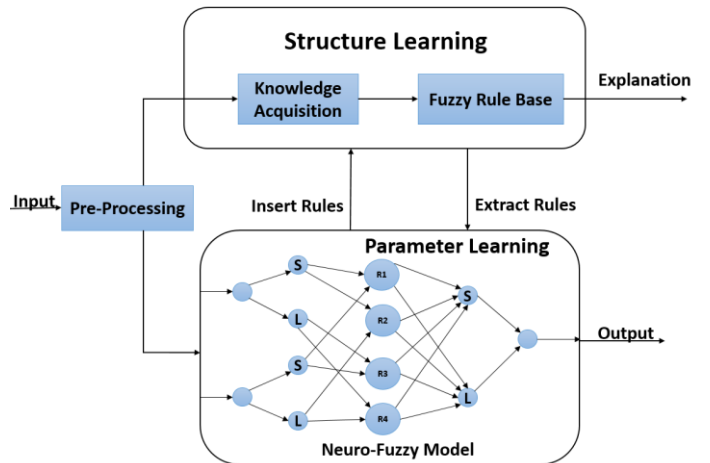 Structure Learning
Knowledge
Acquisition
Fuzzy Rule Base
Explanation
Input
Pre-Processing
Insert Rules
Extract Rules
Parameter Learning
S
R1
S
L
R2
Output
S
R3
L
L
R4
Neuro-Fuzzy Model